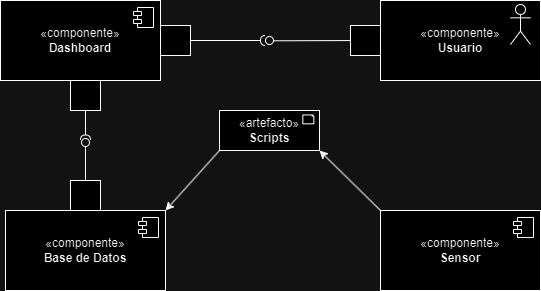 «componente»
Dashboard
«componente»
Usuario
«artefacto»
Scripts
«componente»
Base de Datos
«componente»
Sensor